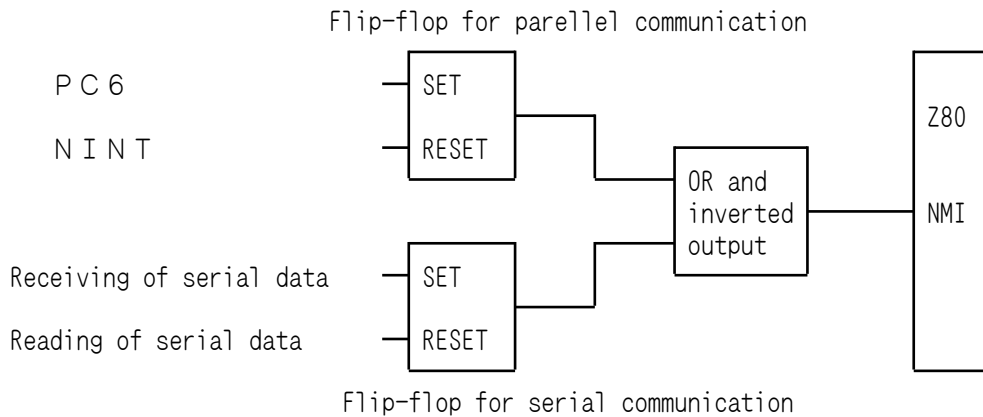 Flip-flop for parellel communication
PC6
SET
Z80
NINT
RESET
OR and
inverted
output
NMI
Receiving of serial data
SET
Reading of serial data
RESET
Flip-flop for serial communication